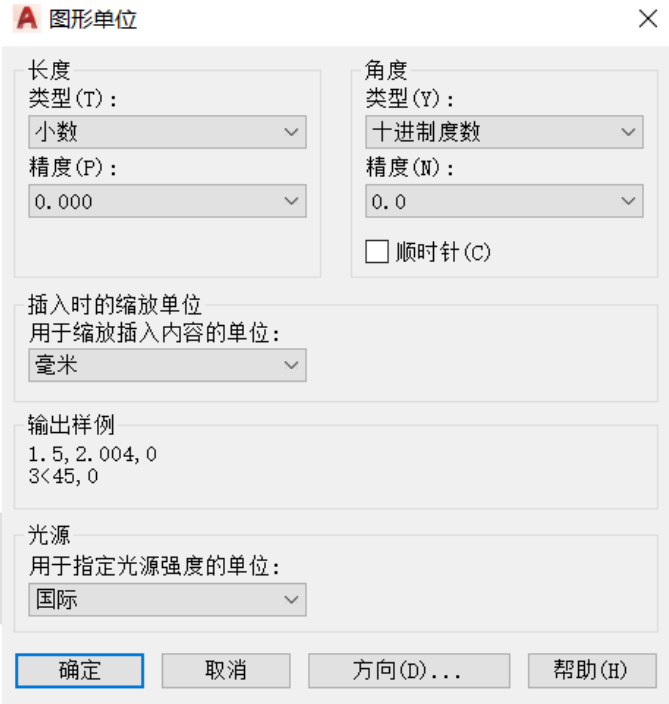 图形单位
长度
类型(T):
小数
精度(P):
0.000
角度
类型(Y):
十进制度数
精度(N):
0.0
顺时针(C)
插入时的缩放单位
用于缩放插入内容的单位:
毫米
输出样例
1.5,2.004,0
3<45,0
光源
用于指定光源强度的单位:
国际
确定 取消 方向(D)... 帮助(H)